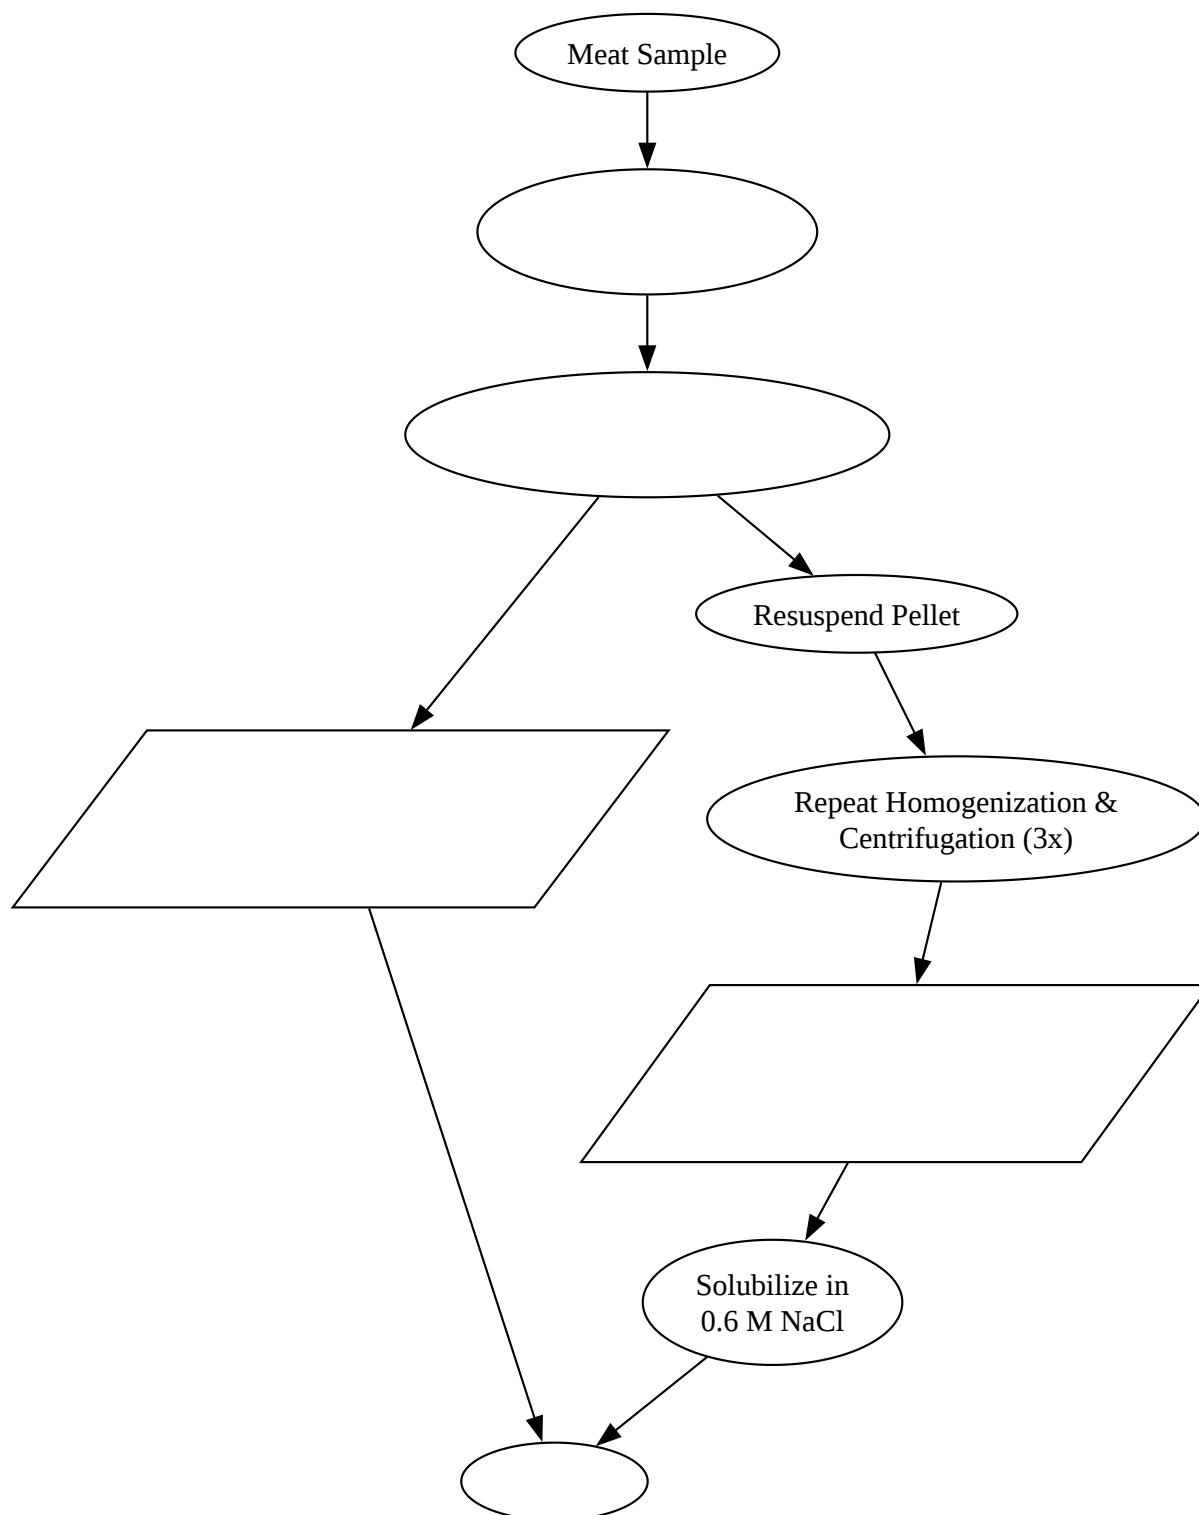 Meat Sample
Resuspend Pellet
Repeat Homogenization &
Centrifugation (3x)
Solubilize in
0.6 M NaCl